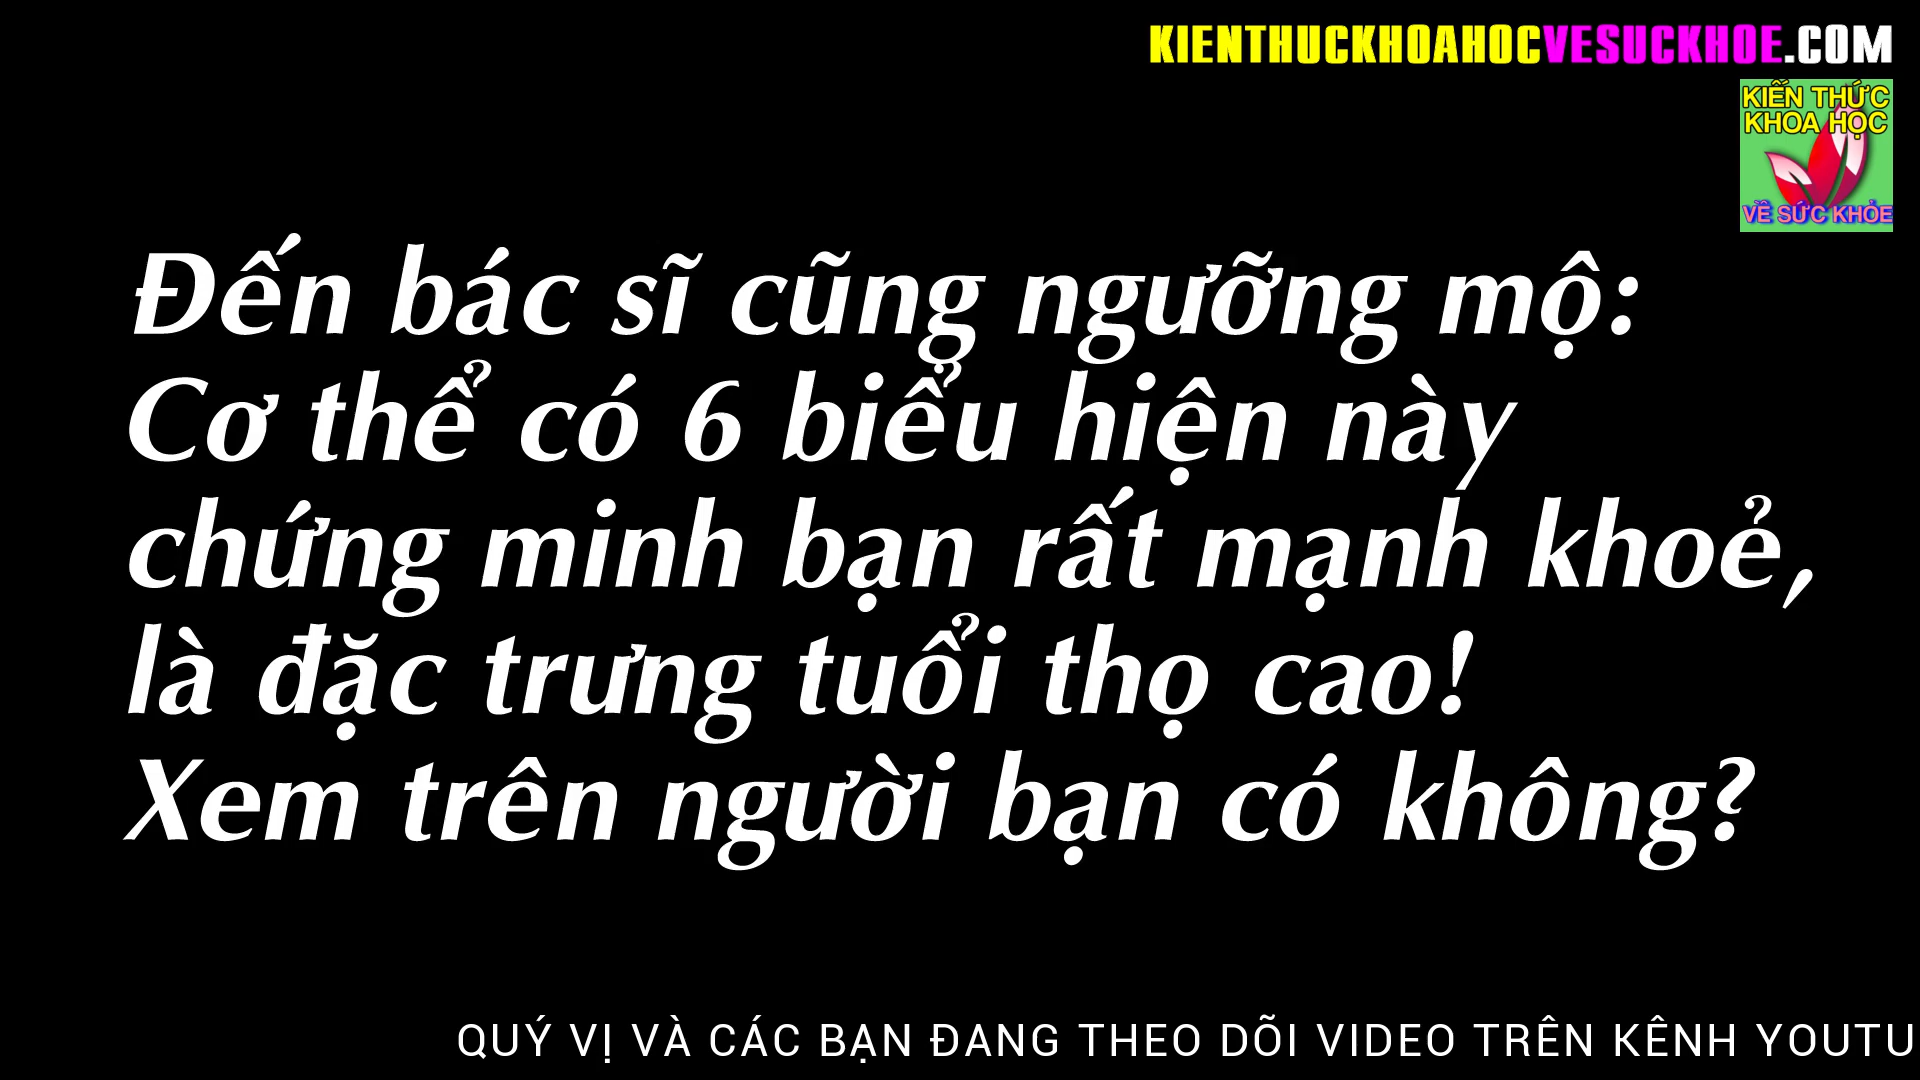 KIENTHUCKHOAHOCVESUCKHOE.COM
KIẾN THỨC
KHOA HỌC
VỀ SỨC KHỎE
Đến bác sĩ cũng ngưỡng mộ:
Cơ thể có 6 biểu hiện này
chứng minh bạn rất mạnh khoẻ,
là đặc trưng tuổi thọ cao!
Xem trên người bạn có không?
QUÝ VỊ VÀ CÁC BẠN ĐANG THEO DÕI VIDEO TRÊN KÊNH YOUTU